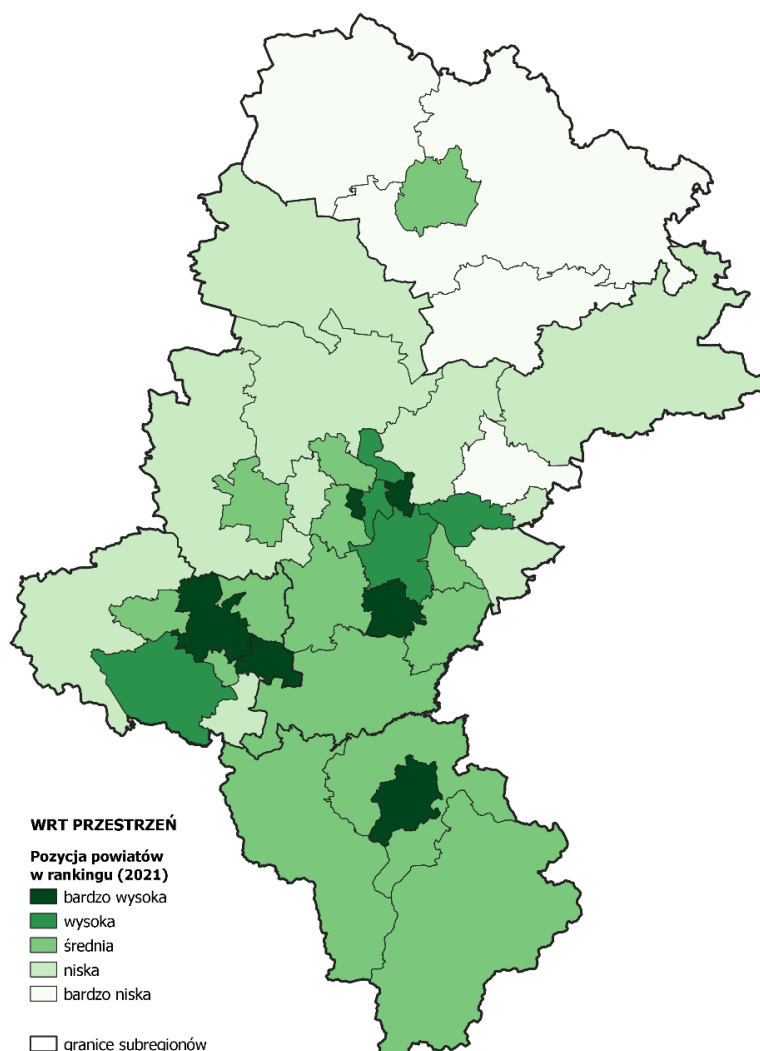 WRT PRZESTRZEŃ
Pozycja powiatów
w rankingu (2021)
bardzo wysoka
wysoka
średnia
niska
bardzo niska
granice subregionów